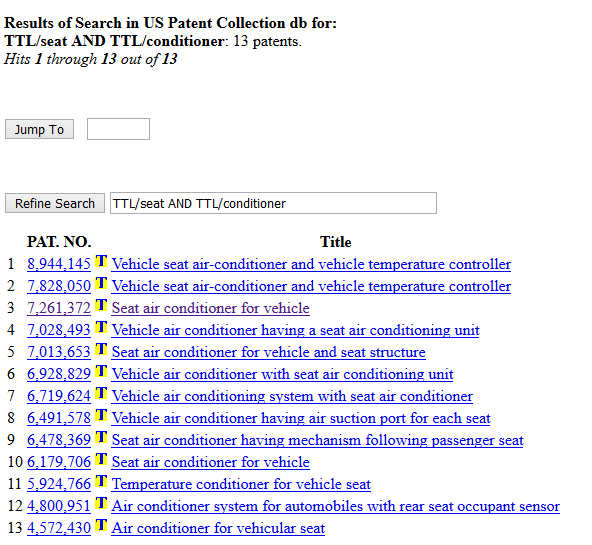 Results of Search in US Patent Collection db for:
TTL/seat AND TTL/conditioner: 13 patents.
Hits 1 through 13 out of 13
Jump To
Refine Search TTL/seat AND TTL/conditioner
PAT. NO. Title
1 8,944,145 T Vehicle seat air-conditioner and vehicle temperature controller
2 7,828,050 T Vehicle seat air-conditioner and vehicle temperature controller
3 7,261,372 T Seat air conditioner for vehicle
4 7,028,493 T Vehicle air conditioner having a seat air conditioning unit
5 7,013,653 T Seat air conditioner for vehicle and seat structure
6 6,928,829 T Vehicle air conditioner with seat air conditioning unit
7 6,719,624 T Vehicle air conditioning system with seat air conditioner
8 6,491,578 T Vehicle air conditioner having air suction port for each seat
9 6,478,369 T Seat air conditioner having mechanism following passenger seat
10 6,179,706 T Seat air conditioner for vehicle
11 5,924,766 T Temperature conditioner for vehicle seat
12 4,800,951 T Air conditioner system for automobiles with rear seat occupant sensor
13 4,572,430 T Air conditioner for vehicular seat